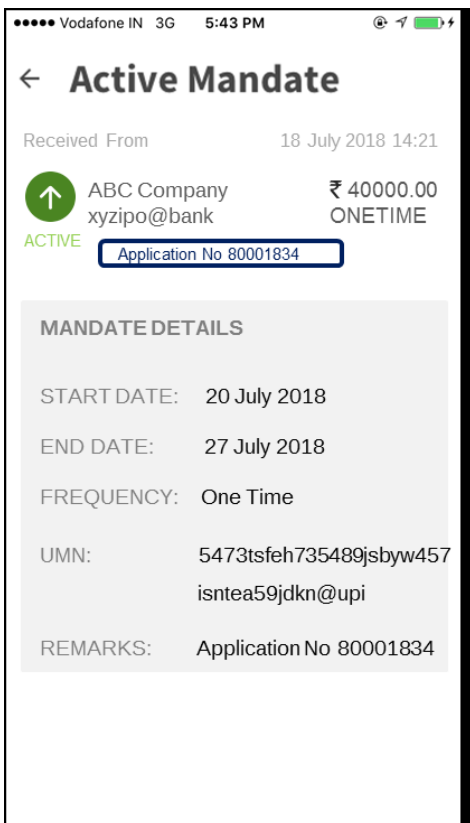 Vodafone IN 3G 5:43 PM
Active Mandate
Received From 18 July 2018 14:21
ABC Company ₹ 40000.00
xyzipo@bank ONETIME
ACTIVE
Application No 80001834
MANDATE DETAILS
START DATE: 20 July 2018
END DATE: 27 July 2018
FREQUENCY: One Time
UMN: 5473tsfeh735489jsbyw457
isntea59jdkn@upi
REMARKS: Application No 80001834